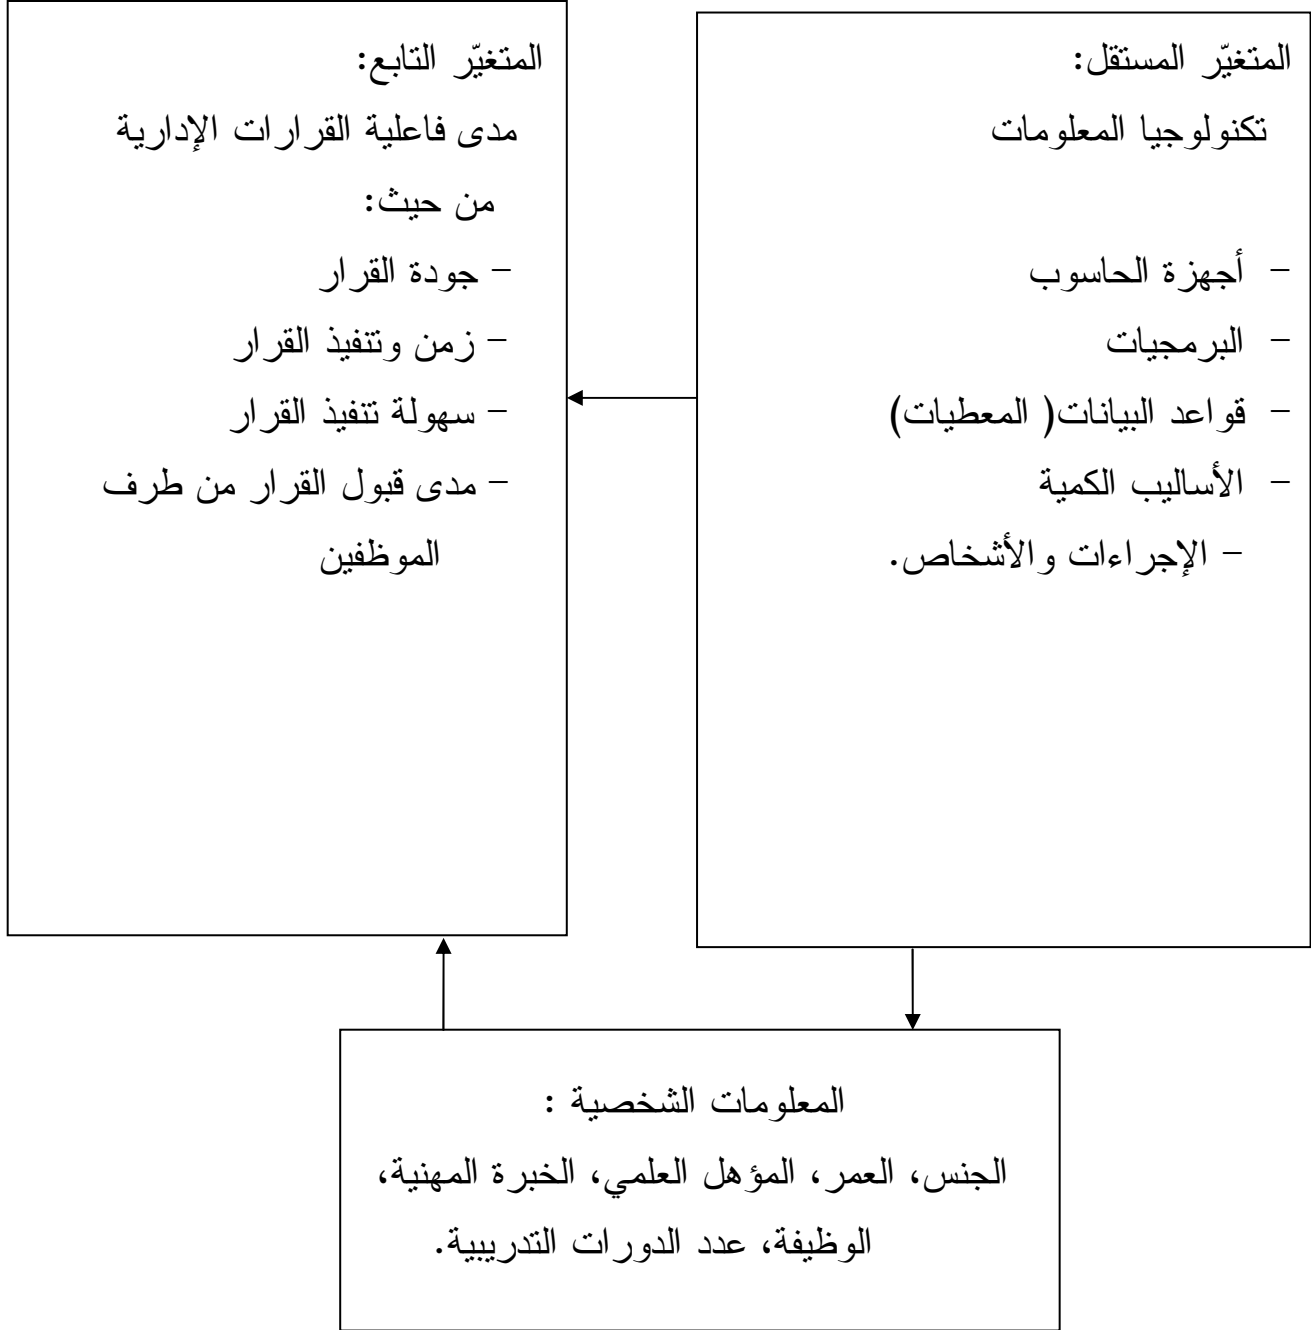 المتغيّر المستقل:
تكنولوجيا المعلومات
- أجهزة الحاسوب
- البرمجيات
- قواعد البيانات( المعطيات)
- الأساليب الكمية
- الإجراءات والأشخاص.
المتغيّر التابع:
مدى فاعلية القرارات الإدارية
من حيث:
- جودة القرار
- زمن وتنفيذ القرار
- سهولة تنفيذ القرار
- مدى قبول القرار من طرف
الموظفين
المعلومات الشخصية :
الجنس، العمر، المؤهل العلمي، الخبرة المهنية،
الوظيفة، عدد الدورات التدريبية.